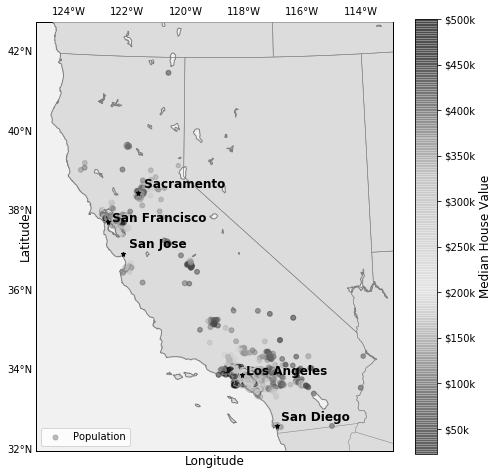 124°W 122°W 120°W 118°W 116°W 114°W
$500k
42°N
$450k
$400k
40°N
$350k
Sacramento
$300k
38°N
San Francisco
Latitude
San Jose
Median House Value
$250k
36°N
$200k
$150k
34°N
Los Angeles
$100k
San Diego
Population
$50k
32°N
Longitude